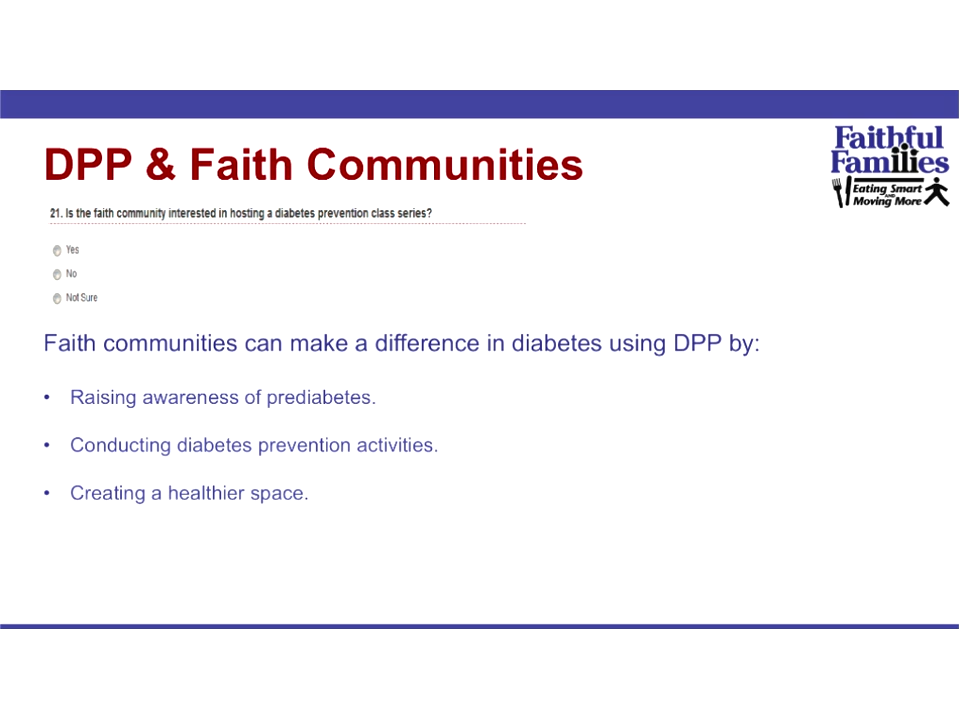 DPP & Faith Communities
Faithful
Families
Eating Smart
AND
Moving More
21. Is the faith community interested in hosting a diabetes prevention class series?
Yes
No
Not Sure
Faith communities can make a difference in diabetes using DPP by:
• Raising awareness of prediabetes.
• Conducting diabetes prevention activities.
• Creating a healthier space.